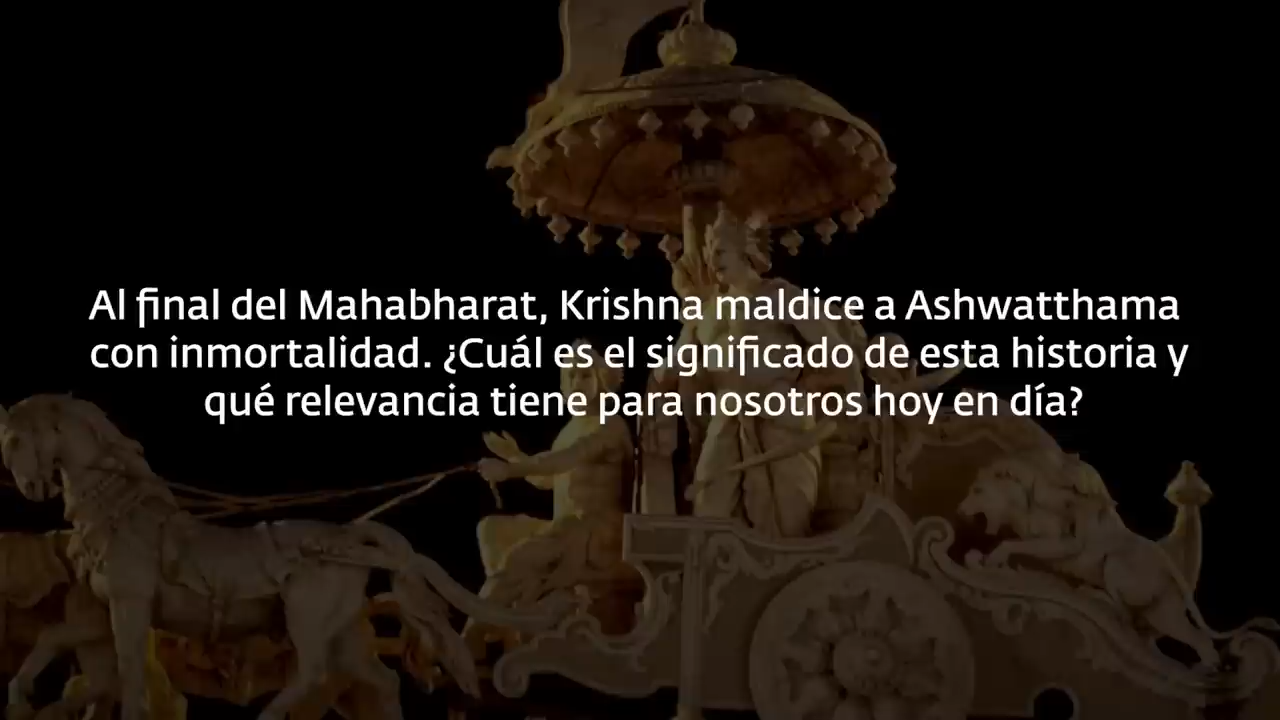 Al final del Mahabharat, Krishna maldice a Ashwatthama
con inmortalidad. ¿Cuál es el significado de esta historia y
qué relevancia tiene para nosotros hoy en día?